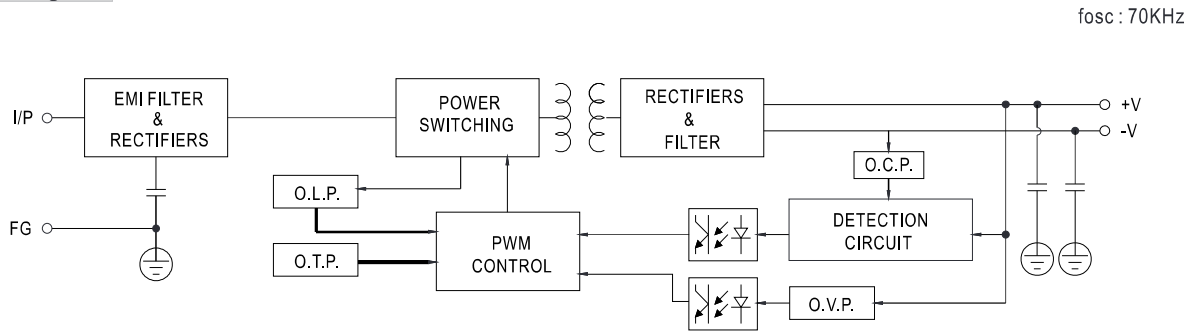 fosc : 70KHz
I/P
EMI FILTER
&
RECTIFIERS
POWER
SWITCHING
RECTIFIERS
&
FILTER
+V
-V
O.C.P.
O.L.P.
FG
PWM
CONTROL
DETECTION
CIRCUIT
O.T.P.
O.V.P.